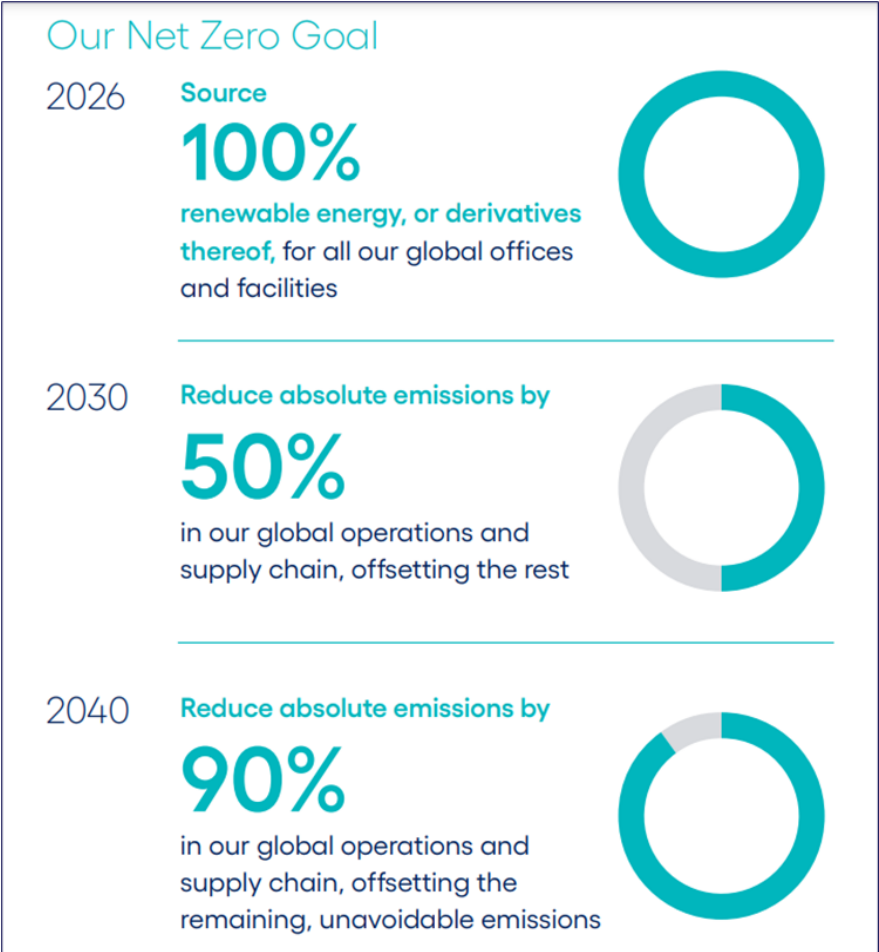 Our Net Zero Goal
2026
Source
100%
renewable energy, or derivatives
thereof, for all our global offices
and facilities
2030
Reduce absolute emissions by
50%
in our global operations and
supply chain, offsetting the rest
2040
Reduce absolute emissions by
90%
in our global operations and
supply chain, offsetting the
remaining, unavoidable emissions